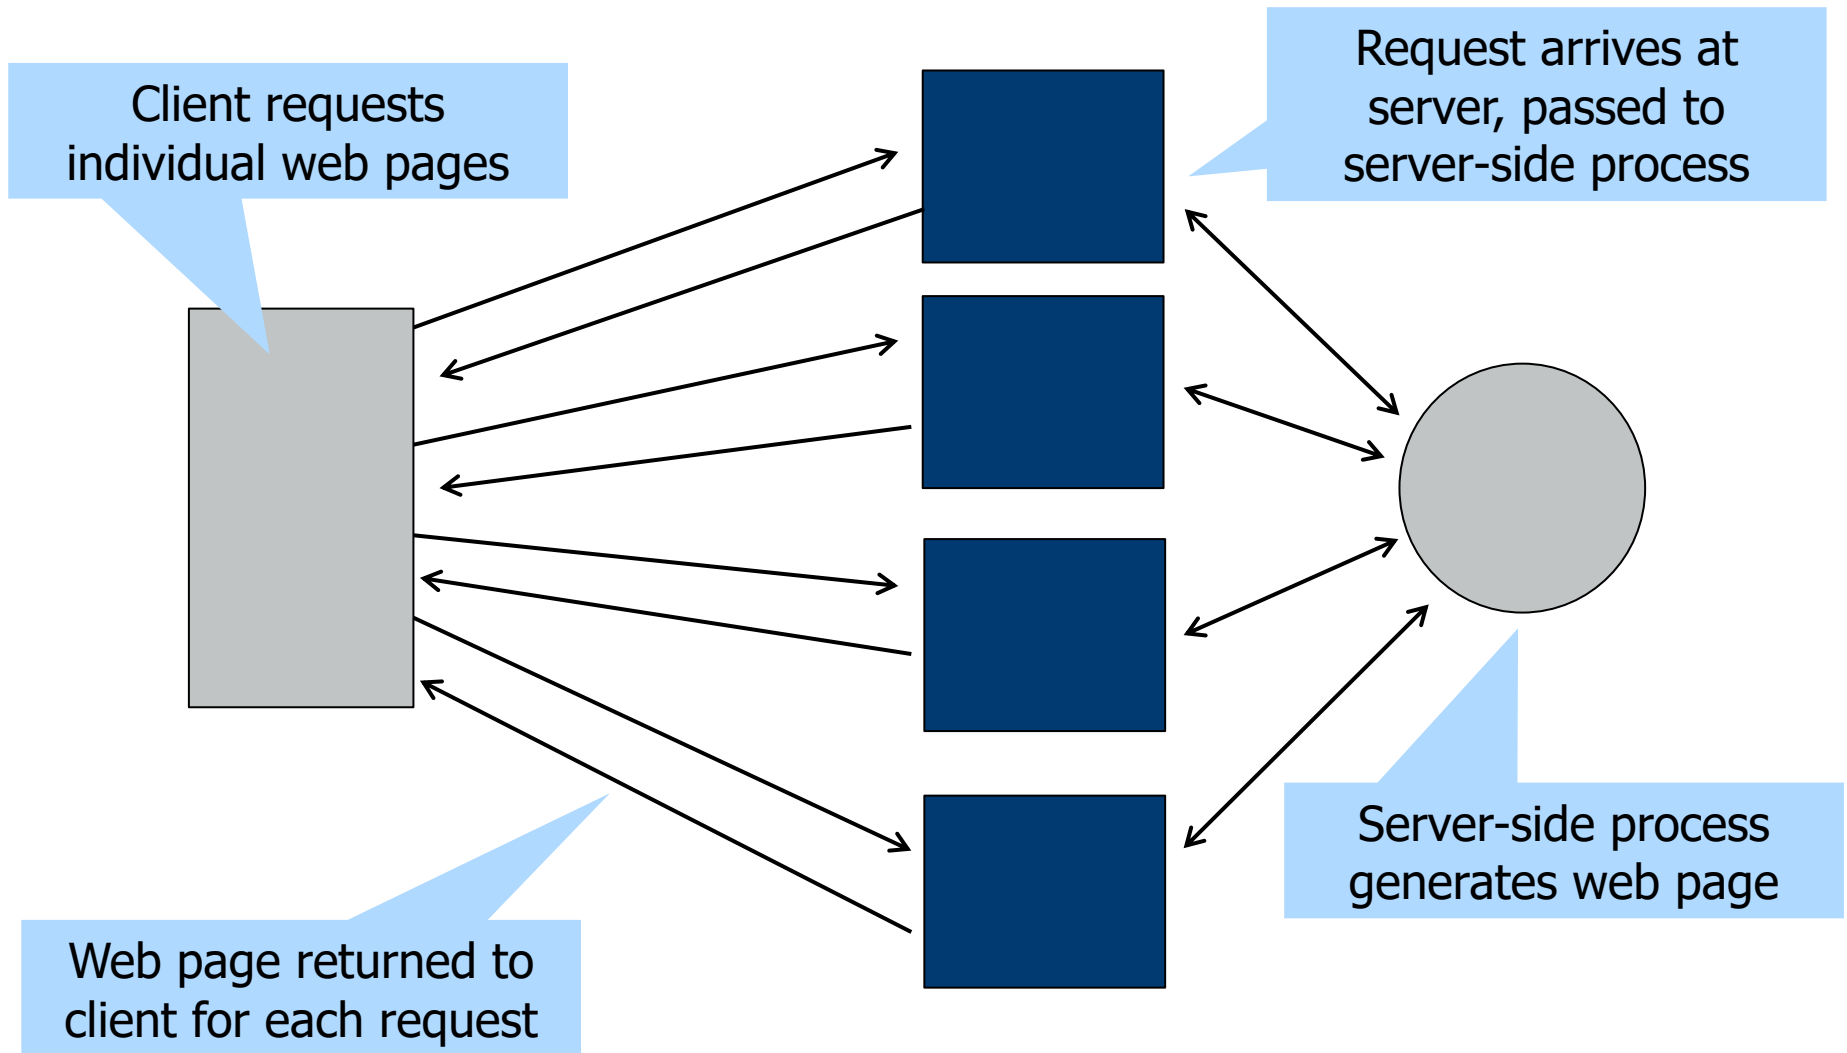 Client requests
individual web pages
Request arrives at
server, passed to
server-side process
Server-side process
generates web page
Web page returned to
client for each request